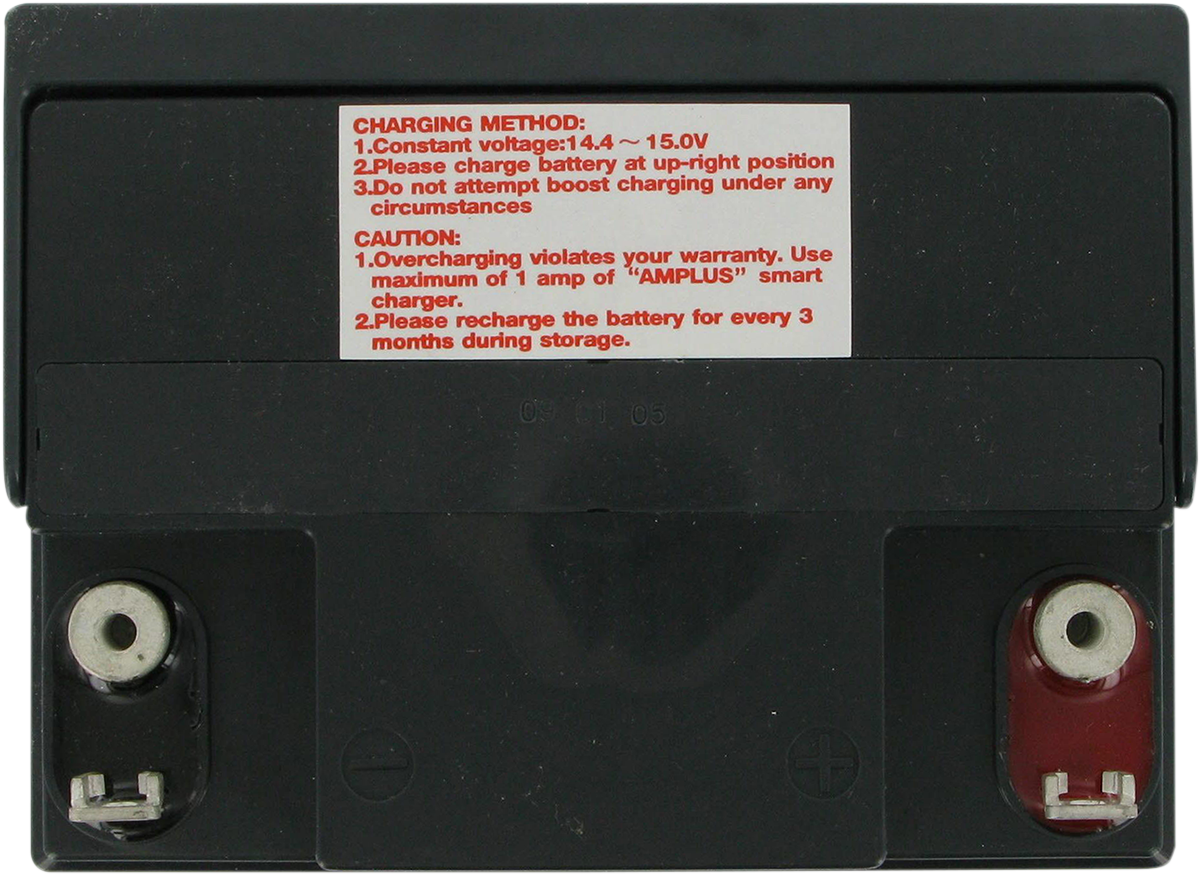 CHARGING METHOD:
1.Constant voltage:14.4 ~ 15.0V
2.Please charge battery at up-right position
3.Do not attempt boost charging under any
circumstances
CAUTION:
1.Overcharging violates your warranty. Use
maximum of 1 amp of “AMPLUS” smart
charger.
2.Please recharge the battery for every 3
months during storage.
09 05
− +